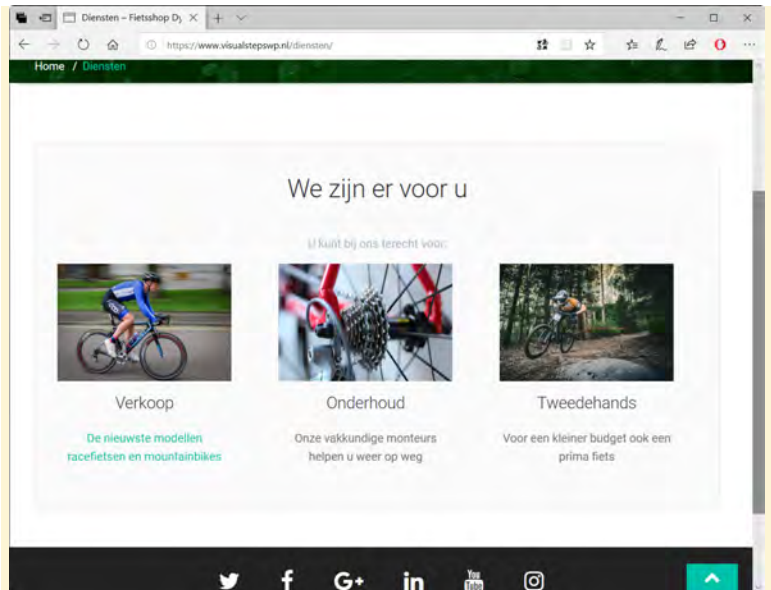 Diensten – Fietsshop Dy
https://www.visualstepswp.nl/diensten/
Home / Diensten
We zijn er voor u
U kunt bij ons terecht voor:
Verkoop
Onderhoud
Tweedehands
De nieuwste modellen
racefietsen en mountainbikes
Onze vakkundige monteurs
helpen u weer op weg
Voor een kleiner budget ook een
prima fiets
f G+ in You Tube